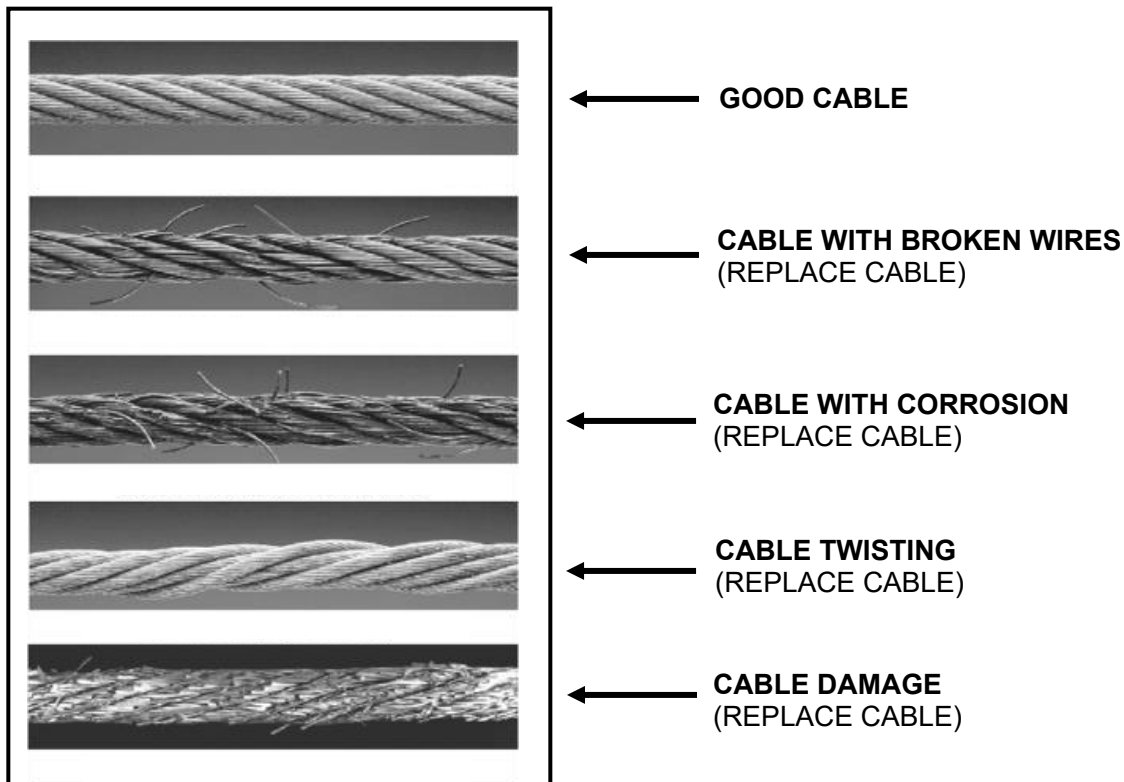 GOOD CABLE
CABLE WITH BROKEN WIRES
(REPLACE CABLE)
CABLE WITH CORROSION
(REPLACE CABLE)
CABLE TWISTING
(REPLACE CABLE)
CABLE DAMAGE
(REPLACE CABLE)